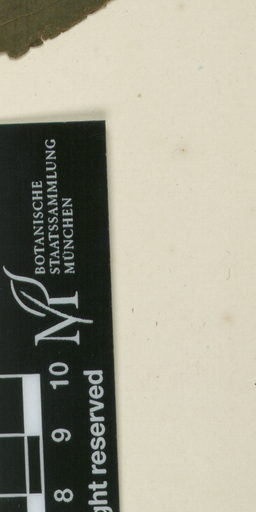 BOTANISCHE
STAATSSAMMLUNG
MÜNCHEN
M
8 9 10
ght reserved